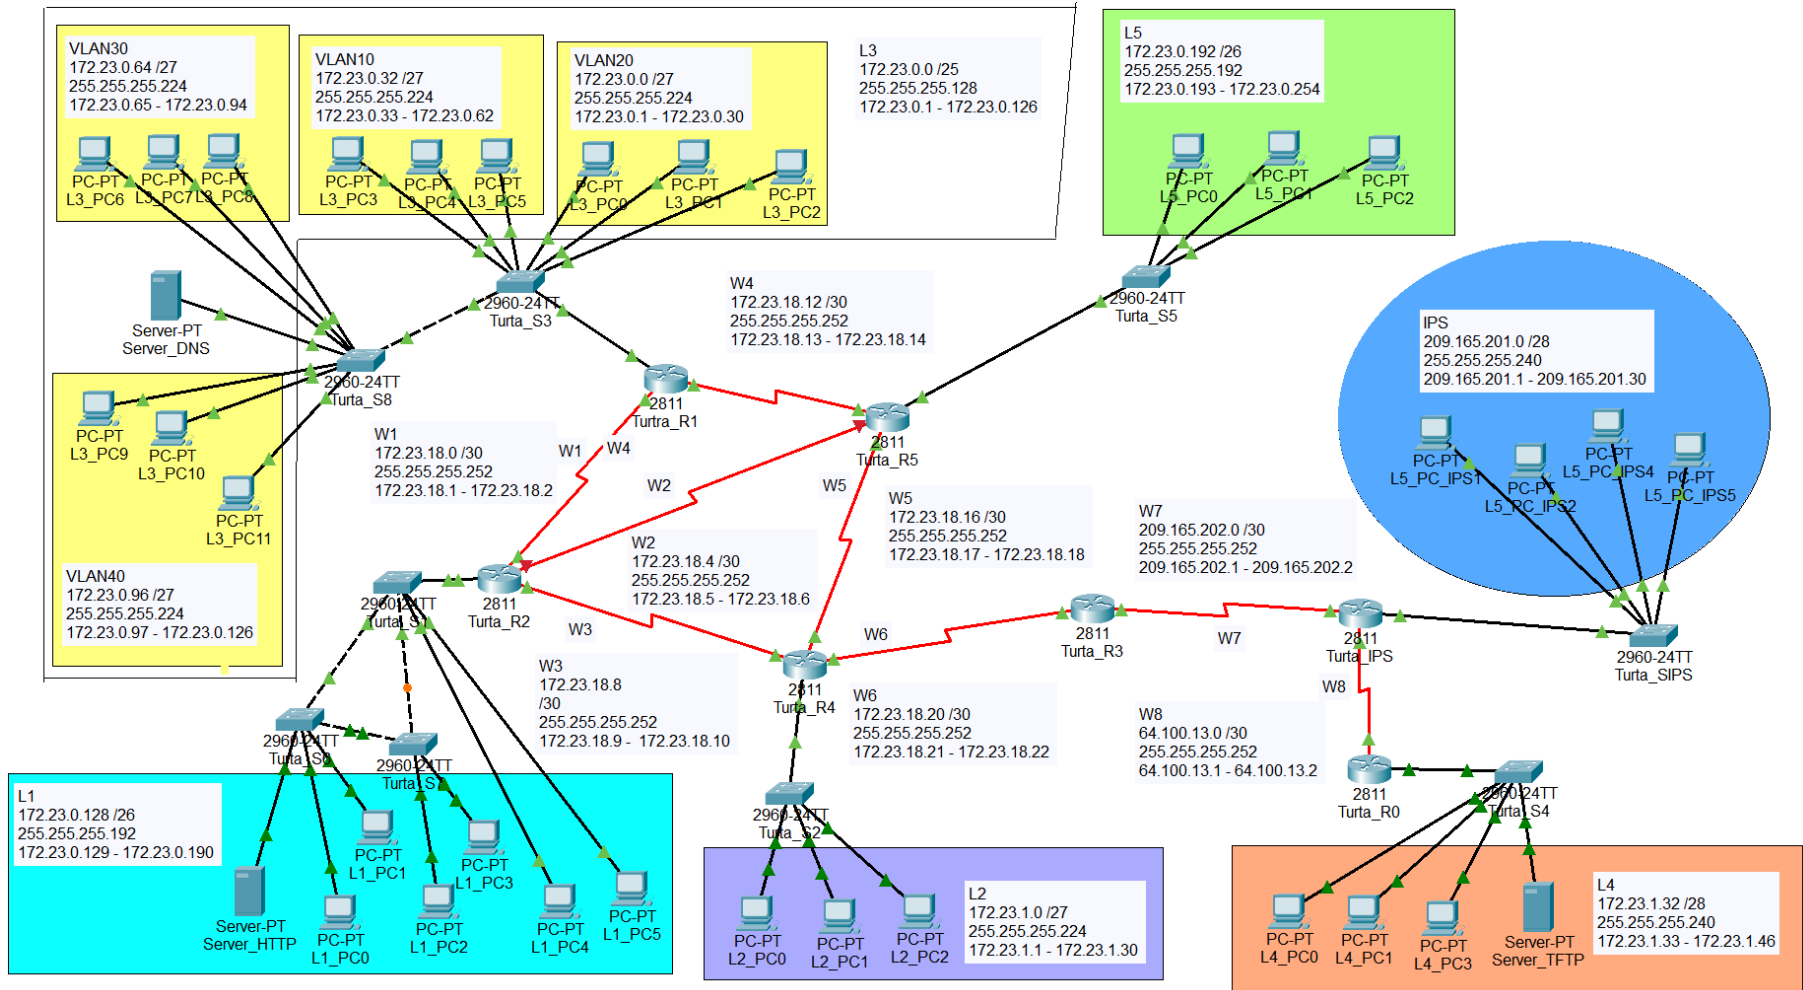 VLAN30
172.23.0.64 /27
255.255.255.224
172.23.0.65 - 172.23.0.94
PC-PT
L3_PC6
PC-PT
L3_PC7
PC-PT
L3_PC8
VLAN10
172.23.0.32 /27
255.255.255.224
172.23.0.33 - 172.23.0.62
PC-PT
L3_PC3
PC-PT
L3_PC4
PC-PT
L3_PC5
VLAN20
172.23.0.0 /27
255.255.255.224
172.23.0.1 - 172.23.0.30
PC-PT
L3_PC0
PC-PT
L3_PC1
PC-PT
L3_PC2
L3
172.23.0.0 /25
255.255.255.128
172.23.0.1 - 172.23.0.126
L5
172.23.0.192 /26
255.255.255.192
172.23.0.193 - 172.23.0.254
PC-PT
L5_PC0
PC-PT
L5_PC1
PC-PT
L5_PC2
Server-PT
Server_DNS
2960-24TT
Turta_S3
W4
172.23.18.12 /30
255.255.255.252
172.23.18.13 - 172.23.18.14
2960-24TT
Turta_S5
IPS
209.165.201.0 /28
255.255.255.240
209.165.201.1 - 209.165.201.30
PC-PT
L5_PC_IPS1
PC-PT
L5_PC_IPS2
PC-PT
L5_PC_IPS4
PC-PT
L5_PC_IPS5
2960-24TT
Turta_S8
2811
Turtra_R1
2811
Turta_R5
PC-PT
L3_PC9
PC-PT
L3_PC10
PC-PT
L3_PC11
VLAN40
172.23.0.96 /27
255.255.255.224
172.23.0.97 - 172.23.0.126
W1
172.23.18.0 /30
255.255.255.252
172.23.18.1 - 172.23.18.2
W1
W4
W2
W5
W5
172.23.18.16 /30
255.255.255.252
172.23.18.17 - 172.23.18.18
W7
209.165.202.0 /30
255.255.255.252
209.165.202.1 - 209.165.202.2
W2
172.23.18.4 /30
255.255.255.252
172.23.18.5 - 172.23.18.6
2960-24TT
Turta_S1
2811
Turta_R2
W3
W6
2811
Turta_R3
W7
2811
Turta_IPS
2960-24TT
Turta_SIPS
W3
172.23.18.8
/30
255.255.255.252
172.23.18.9 - 172.23.18.10
2811
Turta_R4
W6
172.23.18.20 /30
255.255.255.252
172.23.18.21 - 172.23.18.22
W8
W8
64.100.13.0 /30
255.255.255.252
64.100.13.1 - 64.100.13.2
2960-24TT
Turta_S6
2960-24TT
Turta_S7
2811
Turta_R0
2960-24TT
Turta_S4
2960-24TT
Turta_S2
L1
172.23.0.128 /26
255.255.255.192
172.23.0.129 - 172.23.0.190
Server-PT
Server_HTTP
PC-PT
L1_PC0
PC-PT
L1_PC1
PC-PT
L1_PC2
PC-PT
L1_PC3
PC-PT
L1_PC4
PC-PT
L1_PC5
PC-PT
L2_PC0
PC-PT
L2_PC1
PC-PT
L2_PC2
L2
172.23.1.0 /27
255.255.255.224
172.23.1.1 - 172.23.1.30
PC-PT
L4_PC0
PC-PT
L4_PC1
PC-PT
L4_PC3
Server-PT
Server_TFTP
L4
172.23.1.32 /28
255.255.255.240
172.23.1.33 - 172.23.1.46